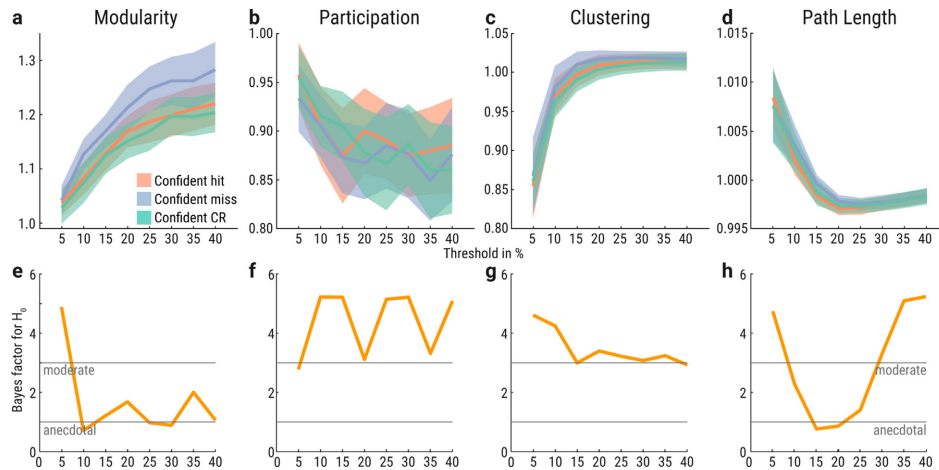 a Modularity
b Participation
c Clustering
d Path Length
1.3
1.2
1.1
1.0
Confident hit
Confident miss
Confident CR
5 10 15 20 25 30 35 40
1.00
0.95
0.90
0.85
0.80
5 10 15 20 25 30 35 40
1.05
1.00
0.95
0.90
0.85
0.80
5 10 15 20 25 30 35 40
1.015
1.010
1.005
1.000
0.995
5 10 15 20 25 30 35 40
Threshold in %
e
Bayes factor for H0
6
4
2
0
moderate
anecdotal
5 10 15 20 25 30 35 40
f
6
4
2
0
5 10 15 20 25 30 35 40
g
6
4
2
0
5 10 15 20 25 30 35 40
h
6
4
2
0
moderate
anecdotal
5 10 15 20 25 30 35 40